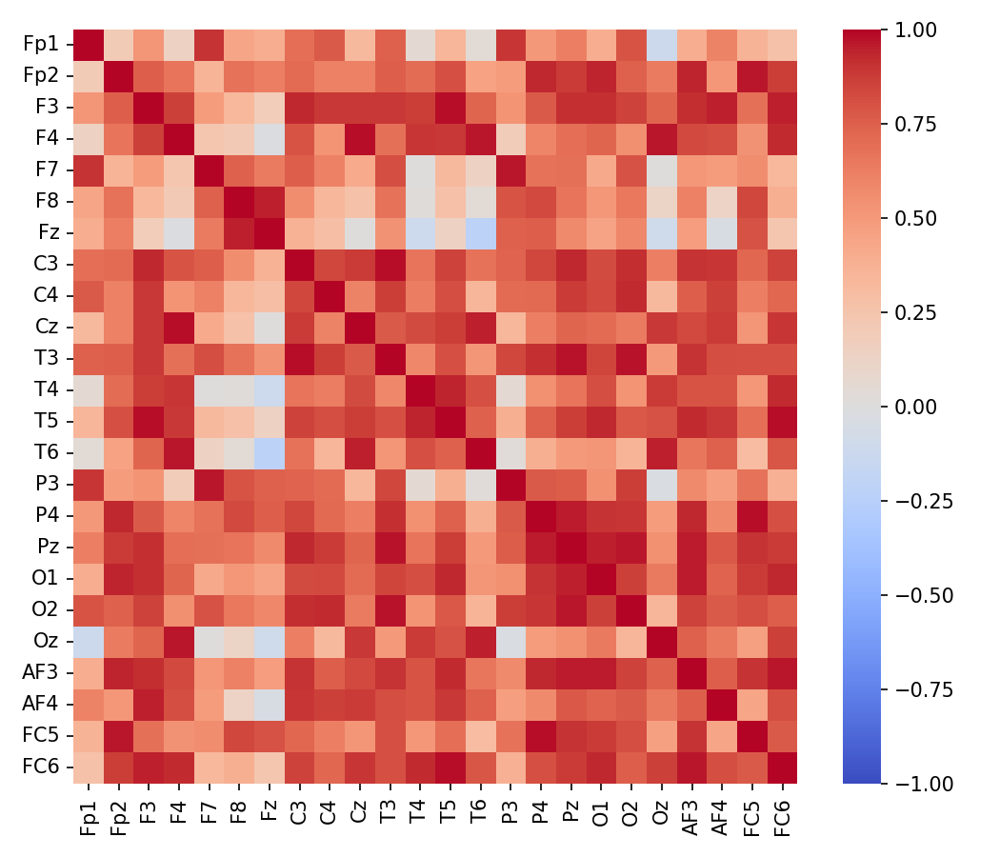 Fp1
Fp2
F3
F4
F7
F8
Fz
C3
C4
Cz
T3
T4
T5
T6
P3
P4
Pz
O1
O2
Oz
AF3
AF4
FC5
FC6
Fp1 Fp2 F3 F4 F7 F8 Fz C3 C4 Cz T3 T4 T5 T6 P3 P4 Pz O1 O2 Oz AF3 AF4 FC5 FC6
1.00
0.75
0.50
0.25
0.00
−0.25
−0.50
−0.75
−1.00